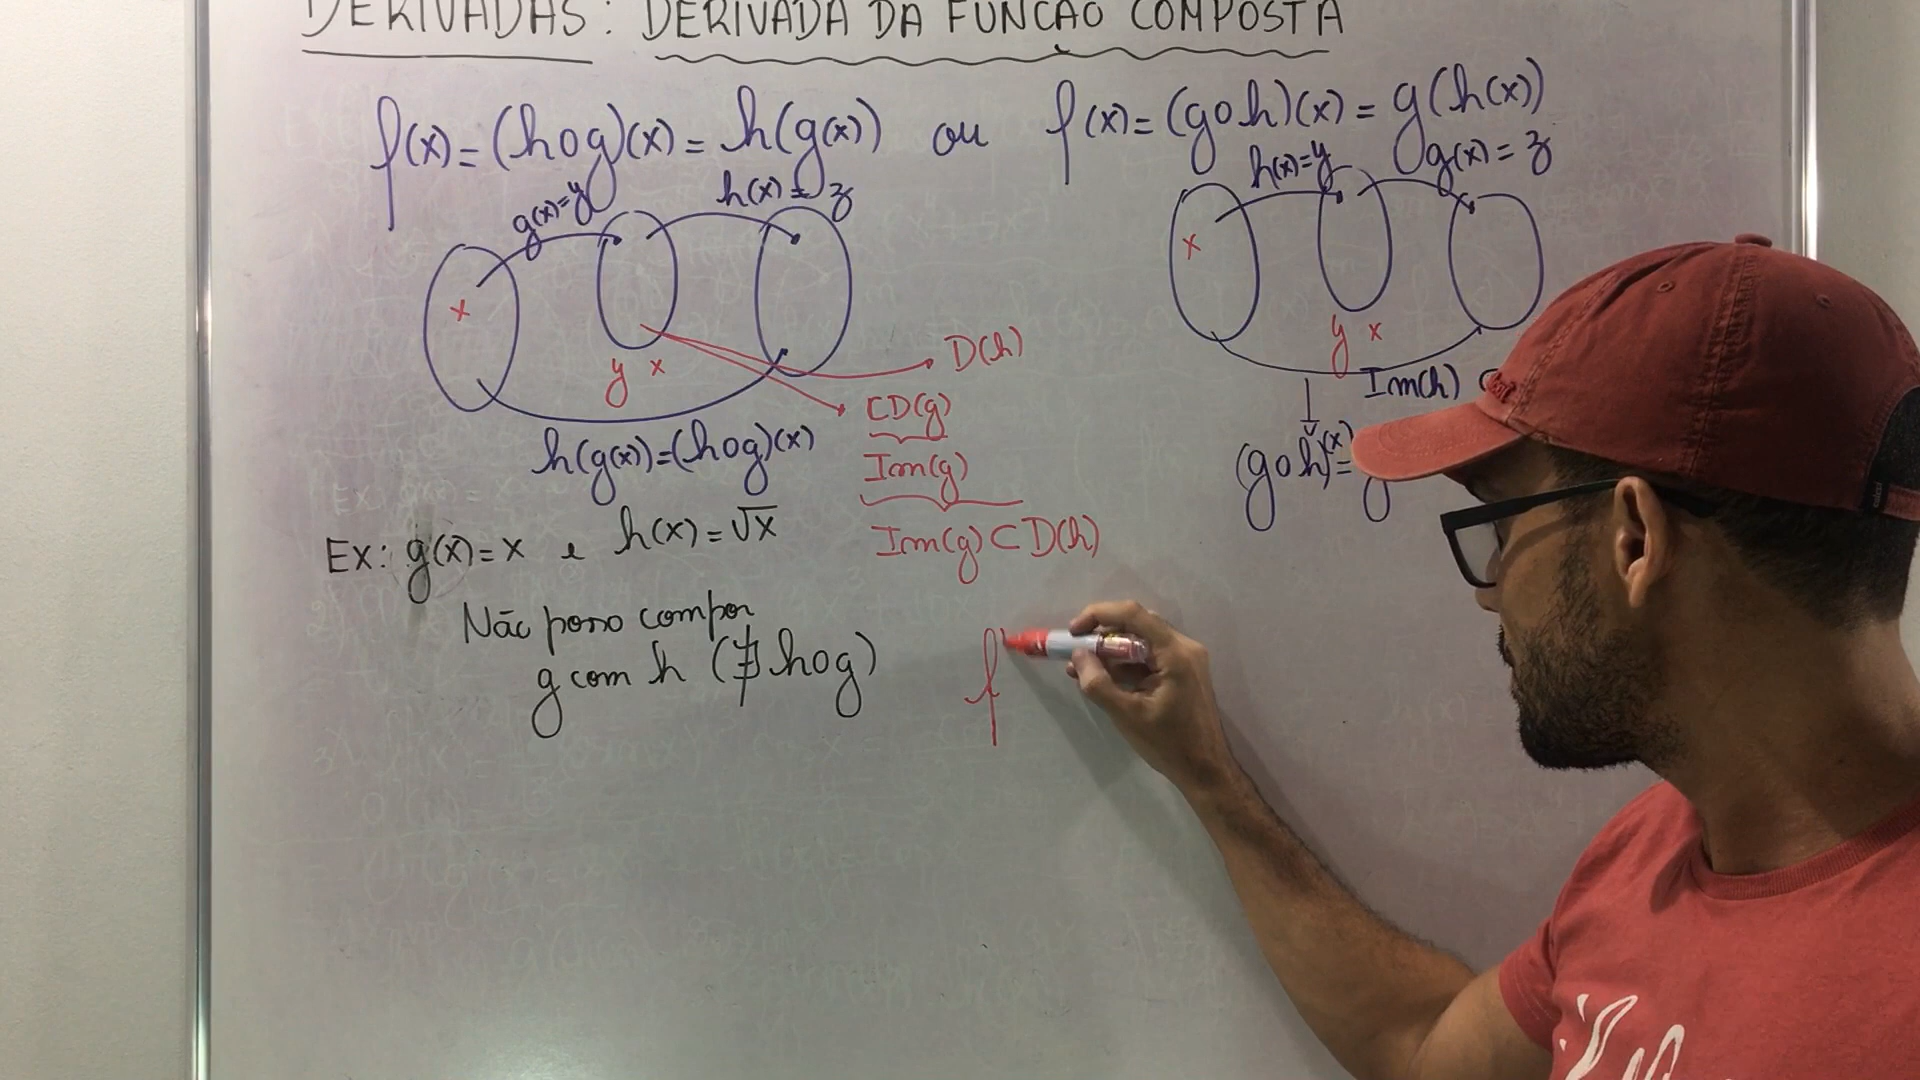 DERIVADAS: DERIVADA DA FUNCÃO COMPOSTA
f(x) = (hog)(x) = h(g(x)) ou f(x) = (goh)(x) = g(h(x))
g(x)=y
h(x) = z
h(x)=y
g(x) = z
x
y x
D(h)
CD(g)
Im(g)
Im(g) ⊂ D(h)
h(g(x))=(hog)(x)
x
y x
Im(h) ⊂
(goh)(x) = g
Ex: g(x) = x e h(x) = √x
Não posso compor
g com h (∄ hog)
f